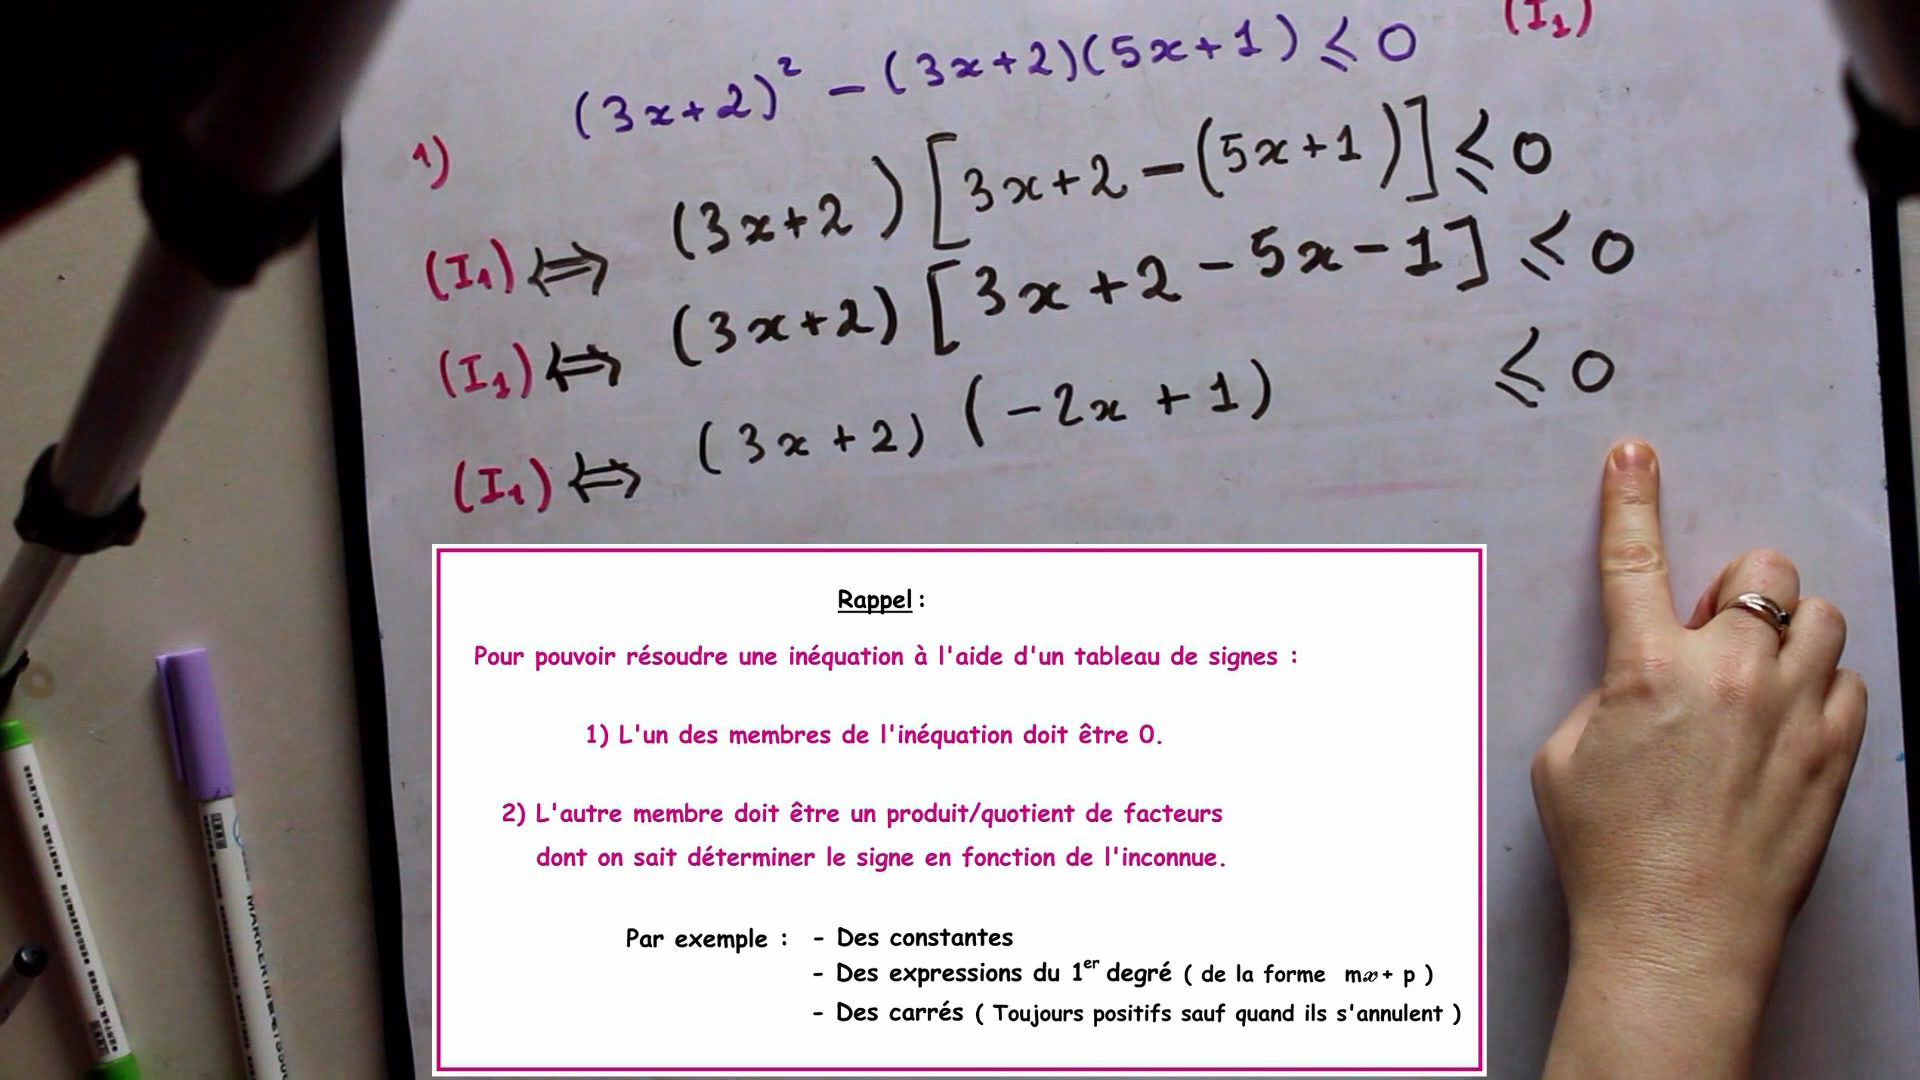 (I₁)
(3x+2)² - (3x+2)(5x+1) ≤ 0
1)
(I₁) ⟺ (3x+2) [3x+2-(5x+1)] ≤ 0
(I₁) ⟺ (3x+2) [3x+2-5x-1] ≤ 0
(I₁) ⟺ (3x+2) (-2x+1) ≤ 0
Rappel :
Pour pouvoir résoudre une inéquation à l'aide d'un tableau de signes :
1) L'un des membres de l'inéquation doit être 0.
2) L'autre membre doit être un produit/quotient de facteurs
dont on sait déterminer le signe en fonction de l'inconnue.
Par exemple : - Des constantes
- Des expressions du 1er degré ( de la forme mx + p )
- Des carrés ( Toujours positifs sauf quand ils s'annulent )